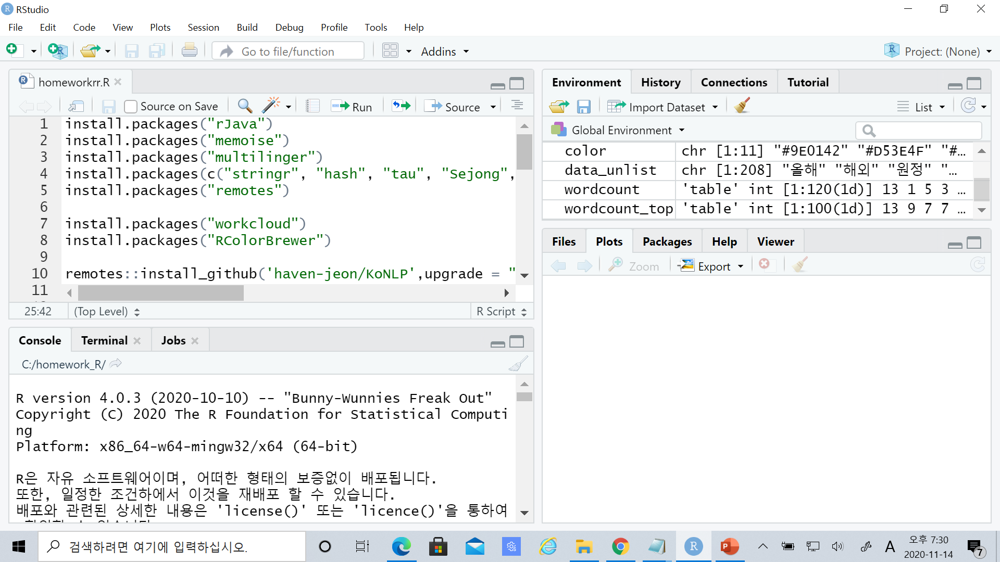 RStudio
File Edit Code View Plots Session Build Debug Profile Tools Help
Go to file/function Addins Project: (None)
homeworkrr.R
Source on Save Run Source
1 install.packages("rJava")
2 install.packages("memoise")
3 install.packages("multilinger")
4 install.packages(c("stringr", "hash", "tau", "Sejong",
5 install.packages("remotes")
6
7 install.packages("workcloud")
8 install.packages("RColorBrewer")
9
10 remotes::install_github('haven-jeon/KoNLP',upgrade = "
11
25:42 (Top Level) R Script
Console Terminal Jobs
C:/homework_R/
R version 4.0.3 (2020-10-10) -- "Bunny-Wunnies Freak Out"
Copyright (C) 2020 The R Foundation for Statistical Computi
ng
Platform: x86_64-w64-mingw32/x64 (64-bit)
R은 자유 소프트웨어이며, 어떠한 형태의 보증없이 배포됩니다.
또한, 일정한 조건하에서 이것을 재배포 할 수 있습니다.
배포와 관련된 상세한 내용은 'license()' 또는 'licence()'을 통하여
Environment History Connections Tutorial
Import Dataset List
Global Environment
color chr [1:11] "#9E0142" "#D53E4F" "#…
data_unlist chr [1:208] "올해" "해외" "원정" "…
wordcount 'table' int [1:120(1d)] 13 1 5 3 …
wordcount_top 'table' int [1:100(1d)] 13 9 7 7 …
Files Plots Packages Help Viewer
Zoom Export
검색하려면 여기에 입력하십시오.
A
오후 7:30
2020-11-14
7